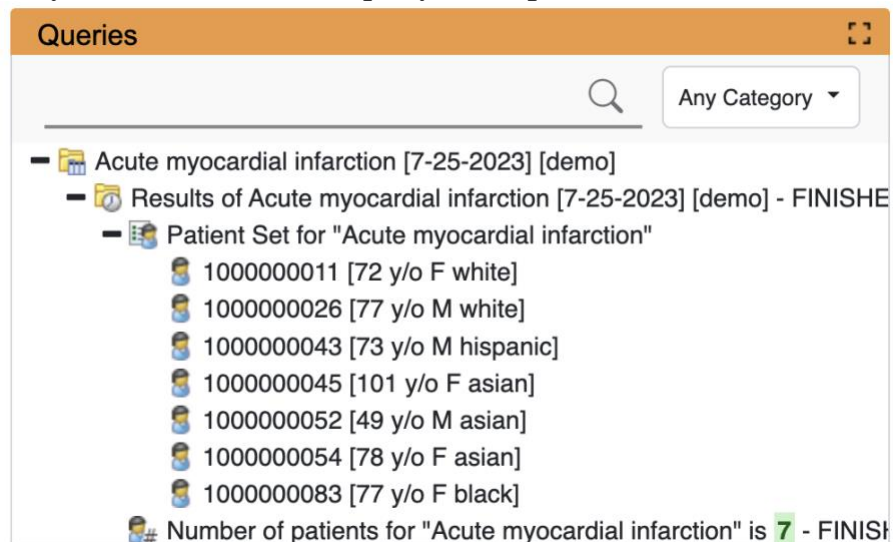 Queries
Any Category
Acute myocardial infarction [7-25-2023] [demo]
Results of Acute myocardial infarction [7-25-2023] [demo] - FINISHE
Patient Set for "Acute myocardial infarction"
1000000011 [72 y/o F white]
1000000026 [77 y/o M white]
1000000043 [73 y/o M hispanic]
1000000045 [101 y/o F asian]
1000000052 [49 y/o M asian]
1000000054 [78 y/o F asian]
1000000083 [77 y/o F black]
# Number of patients for "Acute myocardial infarction" is 7 - FINISH